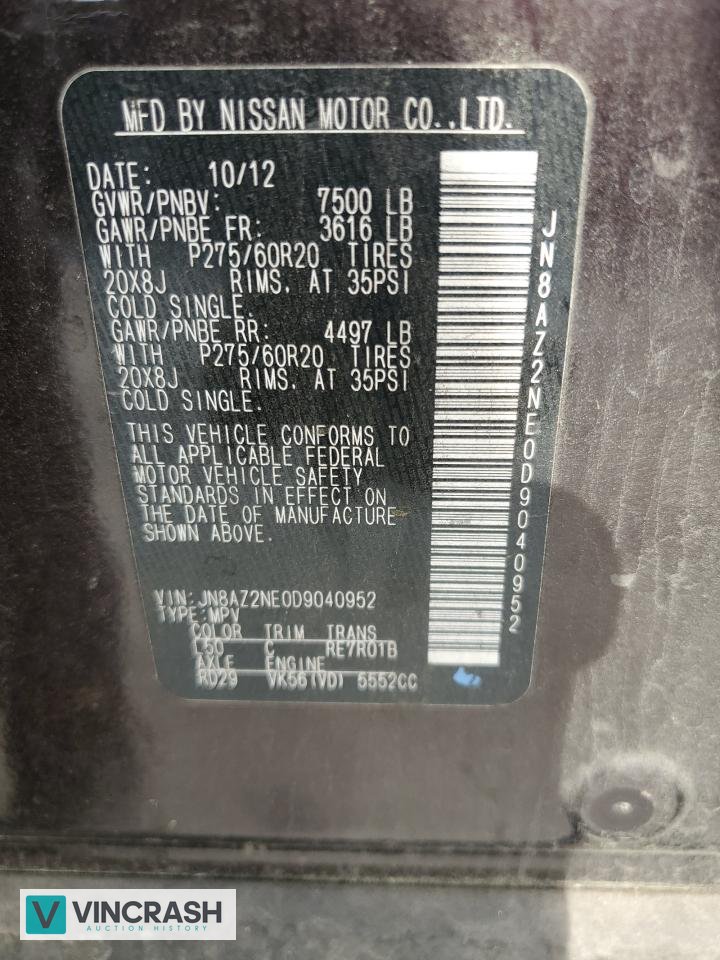 MFD BY NISSAN MOTOR CO.,LTD.
DATE: 10/12
GVWR/PNBV: 7500 LB
GAWR/PNBE FR: 3616 LB
WITH P275/60R20 TIRES
20X8J RIMS. AT 35PSI
COLD SINGLE.
GAWR/PNBE RR: 4497 LB
WITH P275/60R20 TIRES
20X8J RIMS. AT 35PSI
COLD SINGLE.
THIS VEHICLE CONFORMS TO
ALL APPLICABLE FEDERAL
MOTOR VEHICLE SAFETY
STANDARDS IN EFFECT ON
THE DATE OF MANUFACTURE
SHOWN ABOVE.
VIN:JN8AZ2NE0D9040952
TYPE:MPV
COLOR TRIM TRANS
L50 C RE7R01B
AXLE ENGINE
RD29 VK56(VD) 5552CC
JN8AZ2NE0D9040952
V VINCRASH
AUCTION HISTORY